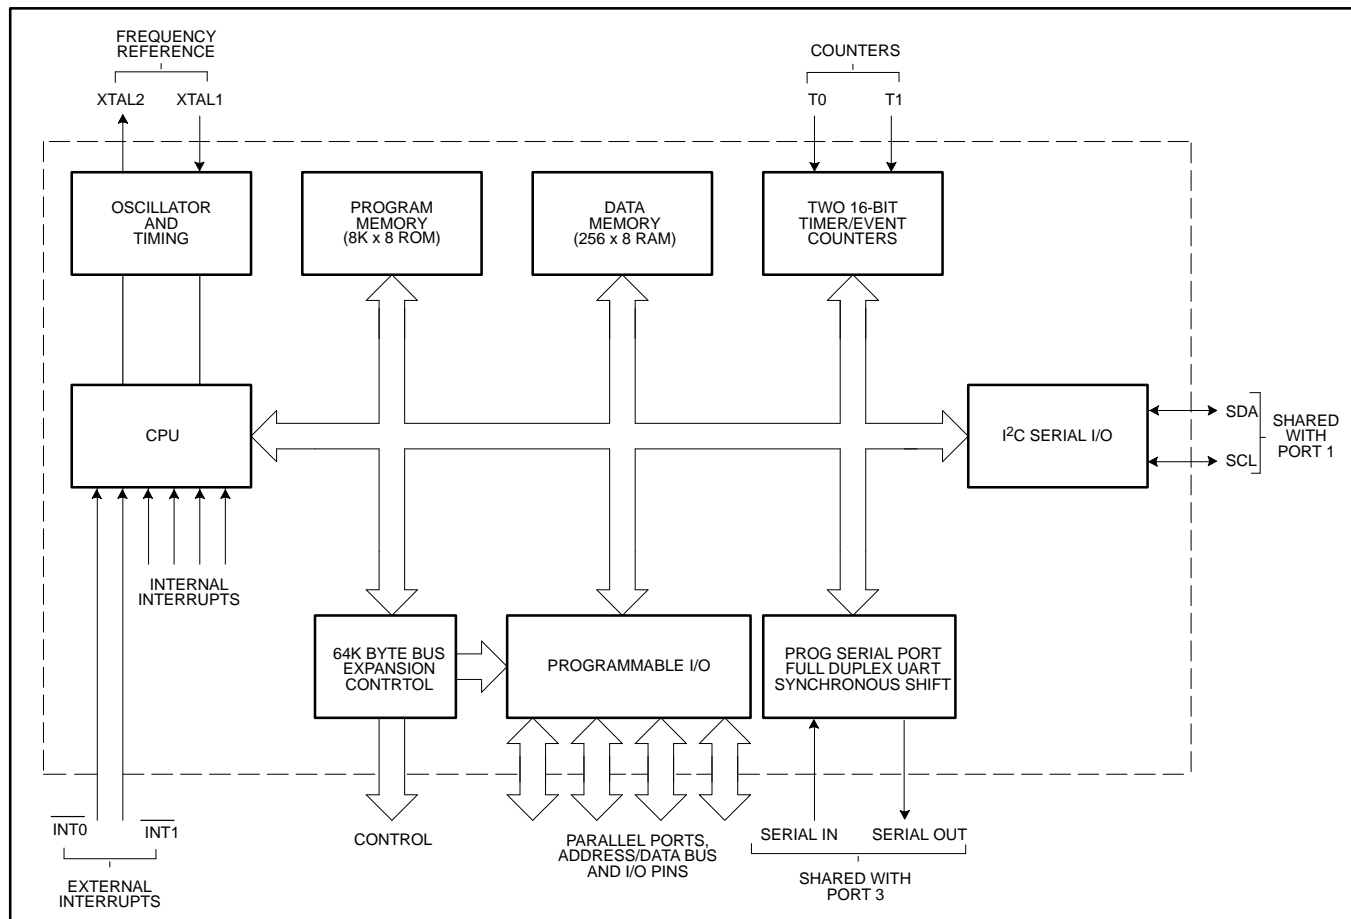 FREQUENCY
REFERENCE
COUNTERS
XTAL2
XTAL1
T0
T1
OSCILLATOR
AND
TIMING
PROGRAM
MEMORY
(8K x 8 ROM)
DATA
MEMORY
(256 x 8 RAM)
TWO 16-BIT
TIMER/EVENT
COUNTERS
CPU
I²C SERIAL I/O
SDA
SCL
SHARED
WITH
PORT 1
INTERNAL
INTERRUPTS
64K BYTE BUS
EXPANSION
CONTRTOL
PROGRAMMABLE I/O
PROG SERIAL PORT
FULL DUPLEX UART
SYNCHRONOUS SHIFT
INT0
INT1
EXTERNAL
INTERRUPTS
CONTROL
PARALLEL PORTS,
ADDRESS/DATA BUS
AND I/O PINS
SERIAL IN
SERIAL OUT
SHARED WITH
PORT 3